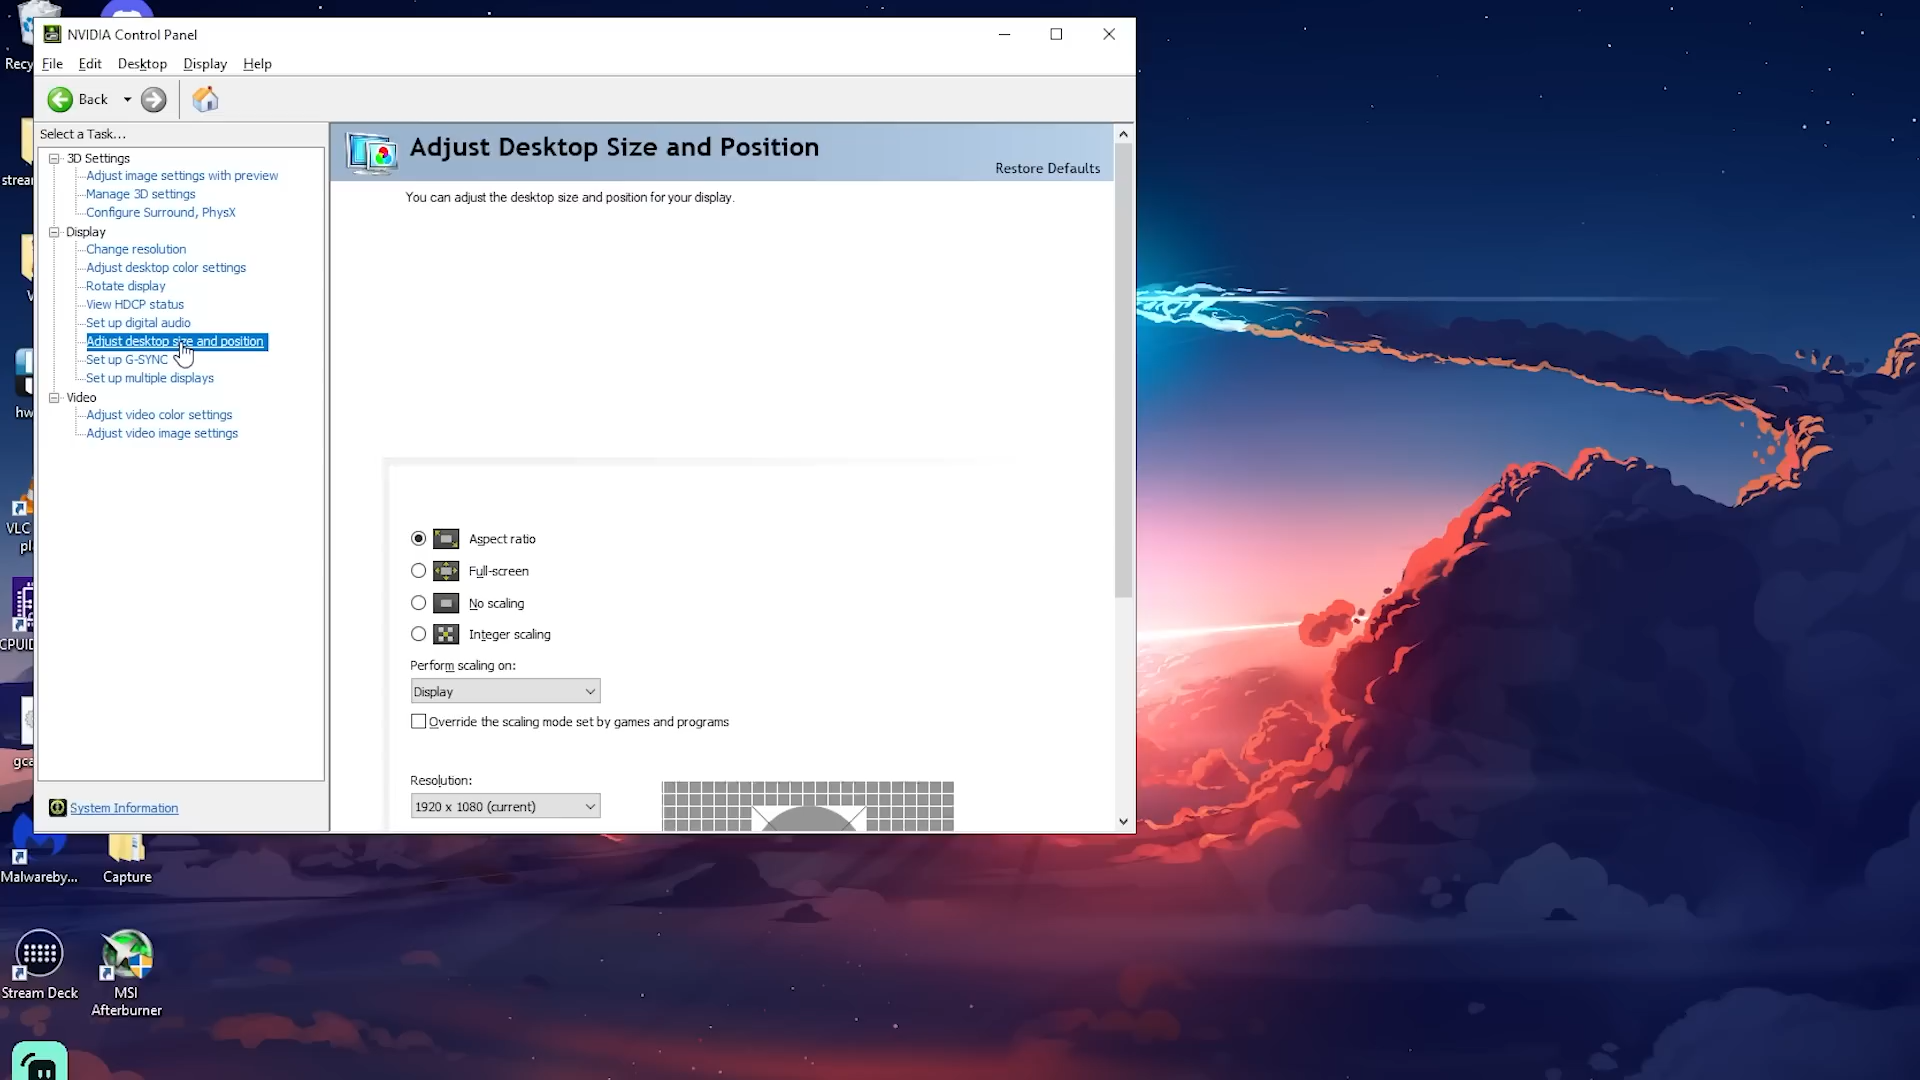 NVIDIA Control Panel
File Edit Desktop Display Help
Back
Select a Task...
3D Settings
Adjust image settings with preview
Manage 3D settings
Configure Surround, PhysX
Display
Change resolution
Adjust desktop color settings
Rotate display
View HDCP status
Set up digital audio
Adjust desktop size and position
Set up G-SYNC
Set up multiple displays
Video
Adjust video color settings
Adjust video image settings
System Information
Adjust Desktop Size and Position
Restore Defaults
You can adjust the desktop size and position for your display.
Aspect ratio
Full-screen
No scaling
Integer scaling
Perform scaling on:
Display
Override the scaling mode set by games and programs
Resolution:
1920 x 1080 (current)
Recy
strea
V
hw
VLC
pl
CPUID
gca
Malwareby...
Capture
Stream Deck
MSI
Afterburner